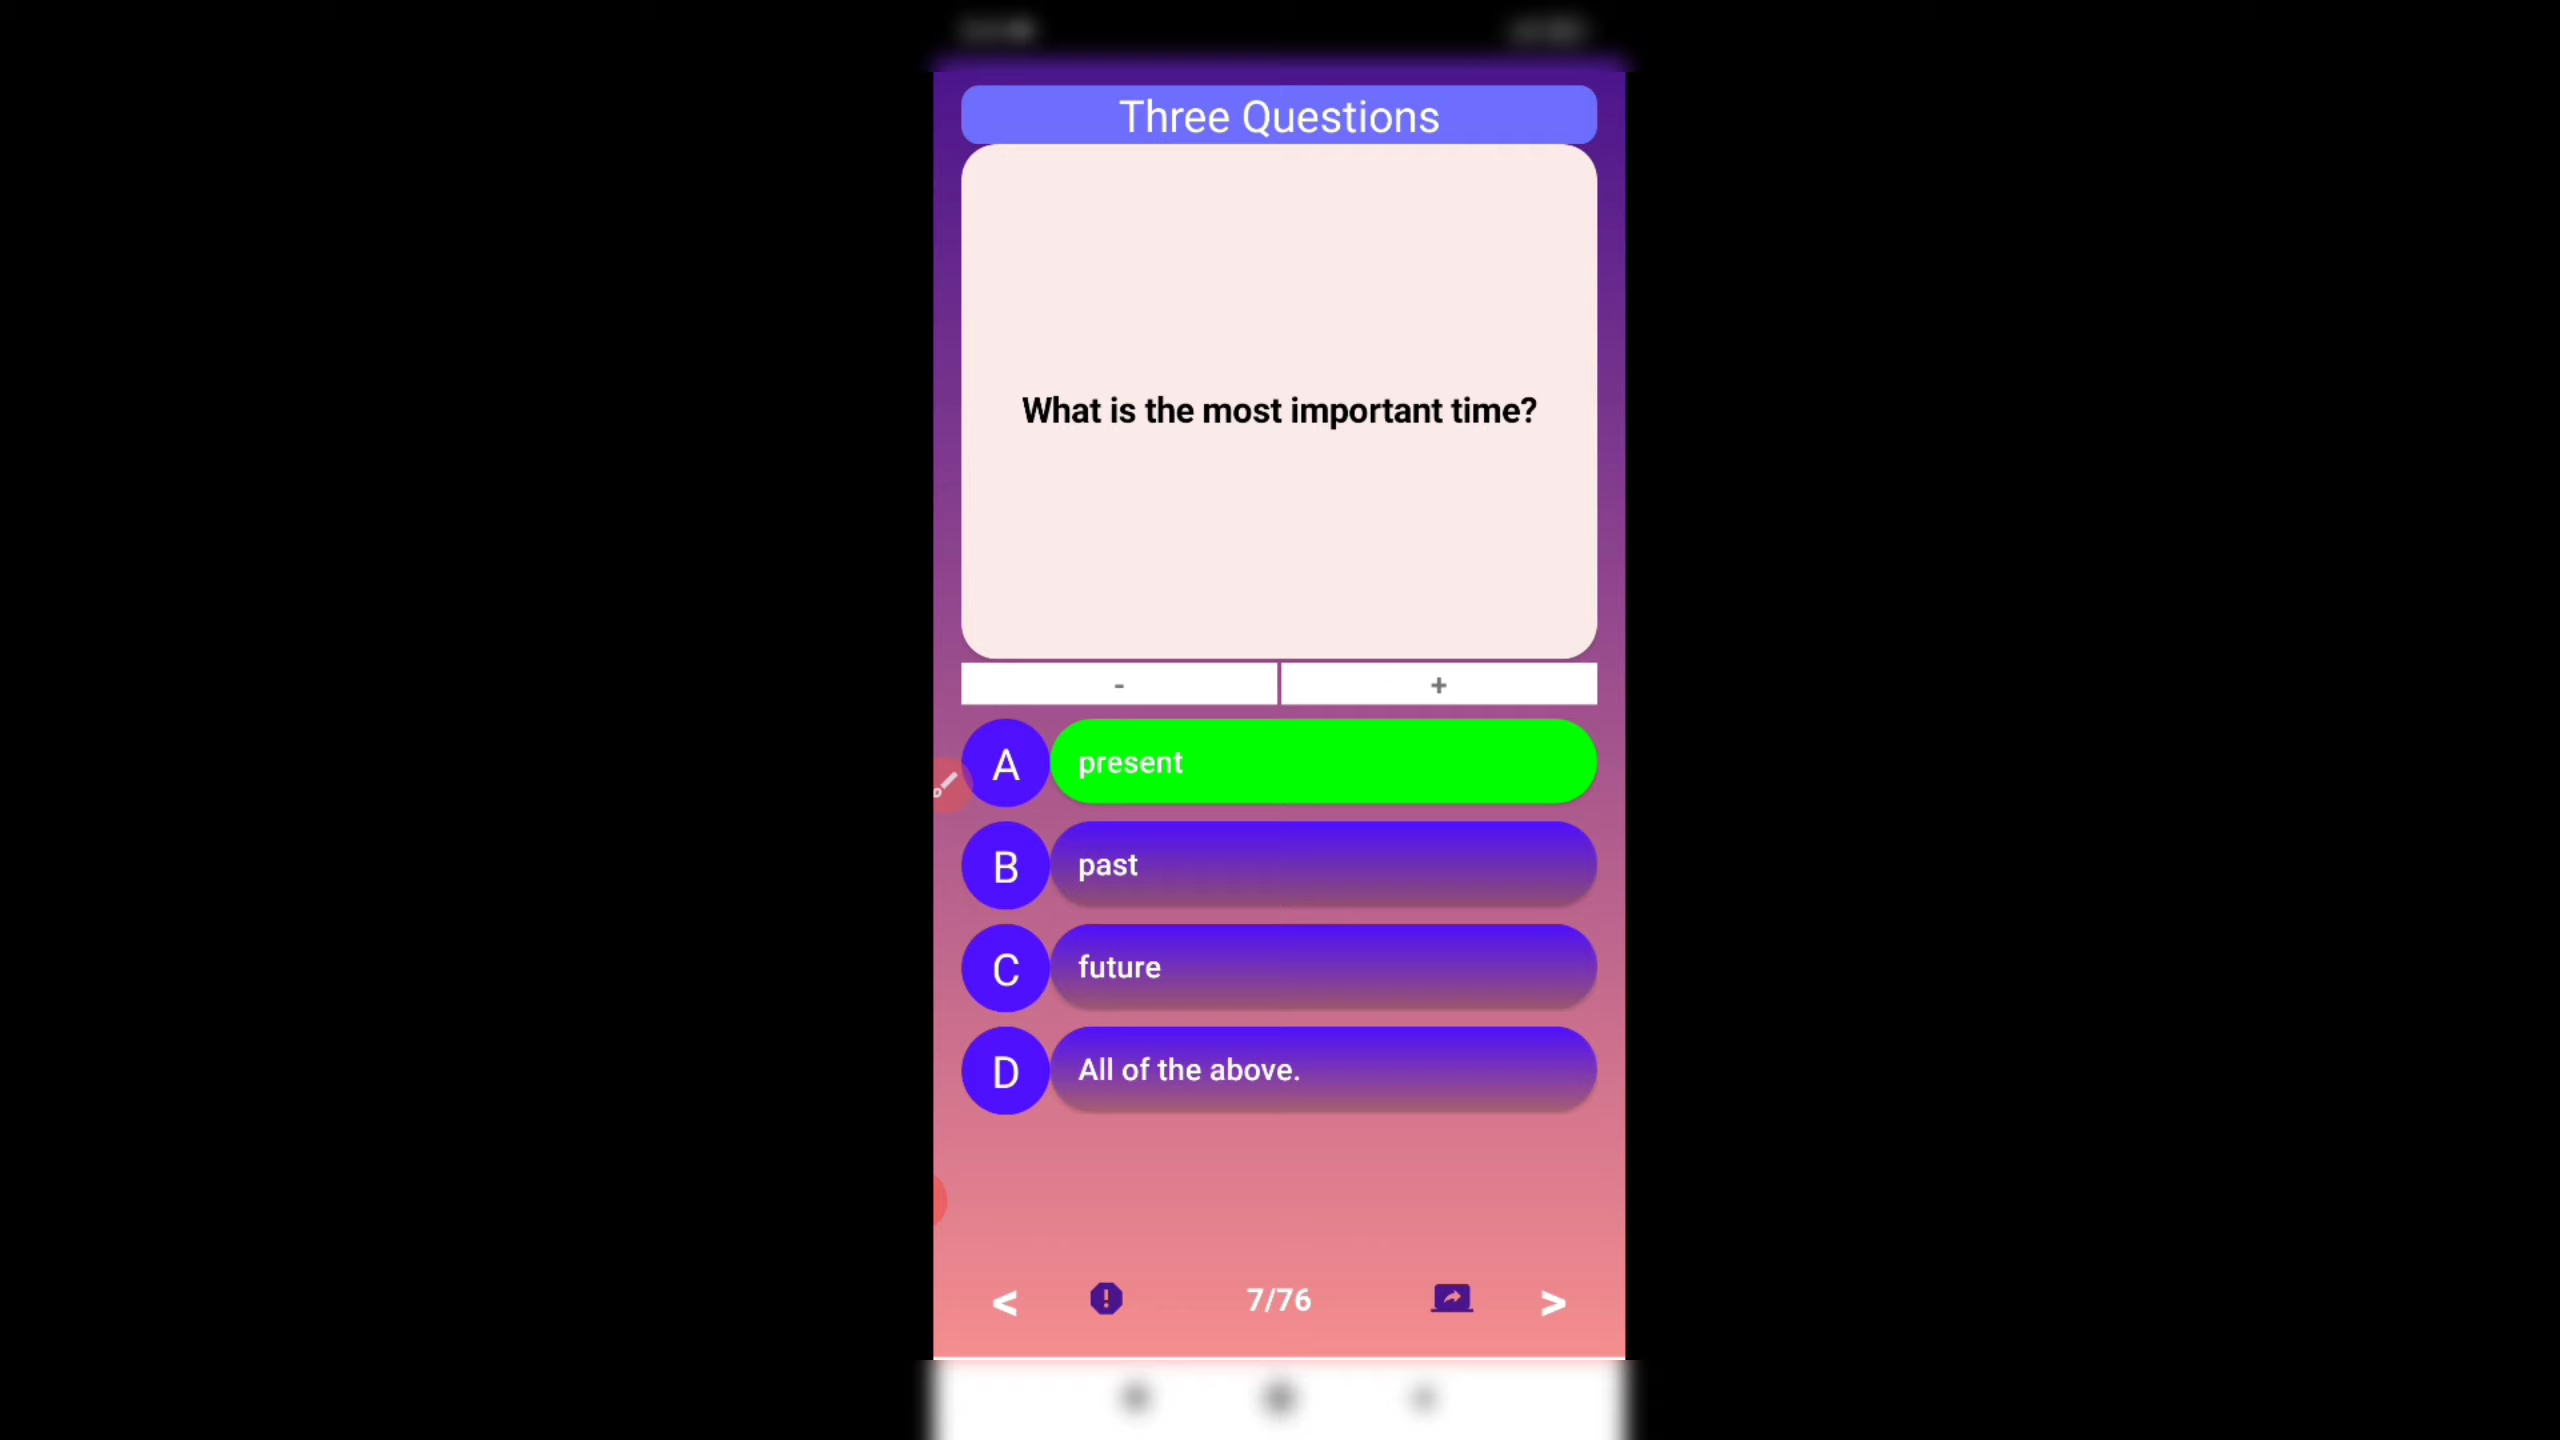 Three Questions
What is the most important time?
- +
A present
B past
C future
D All of the above.
< ! 7/76 >